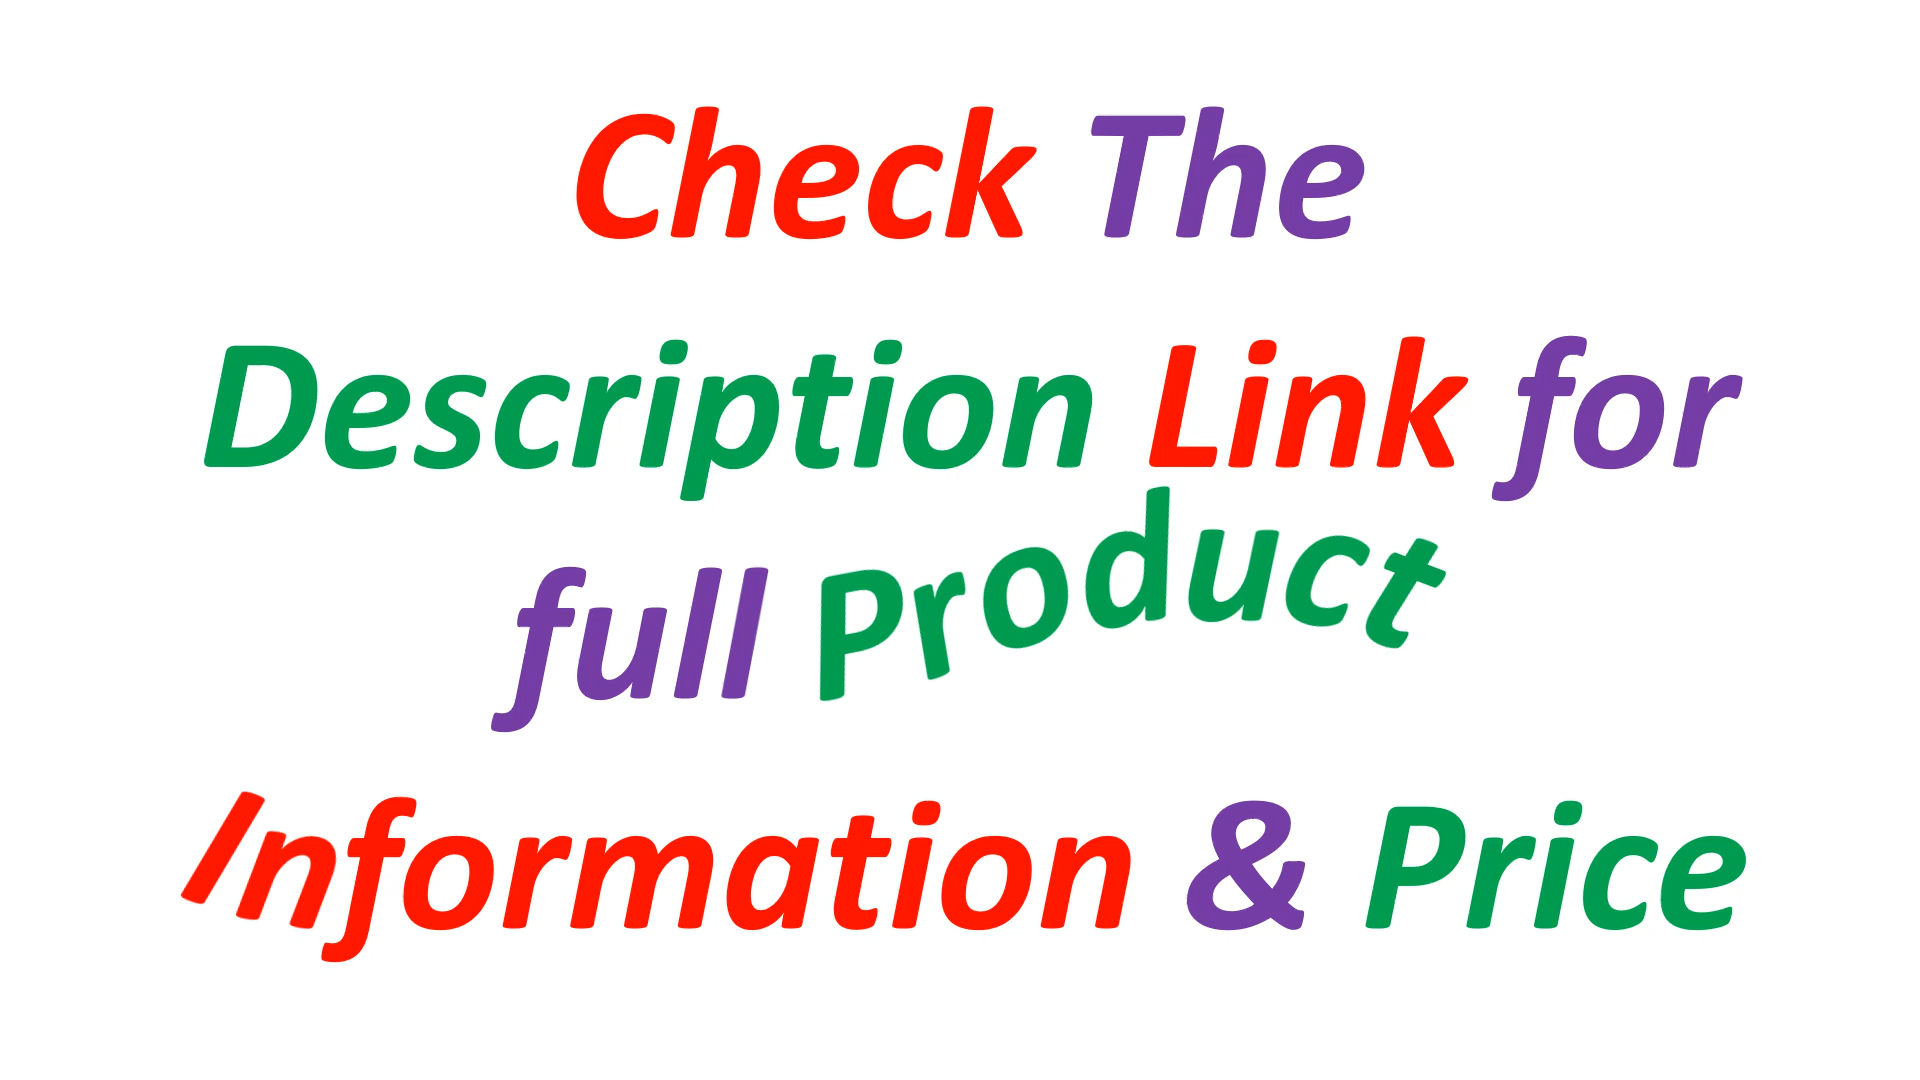 Check The
Description Link for
full Product
Information & Price